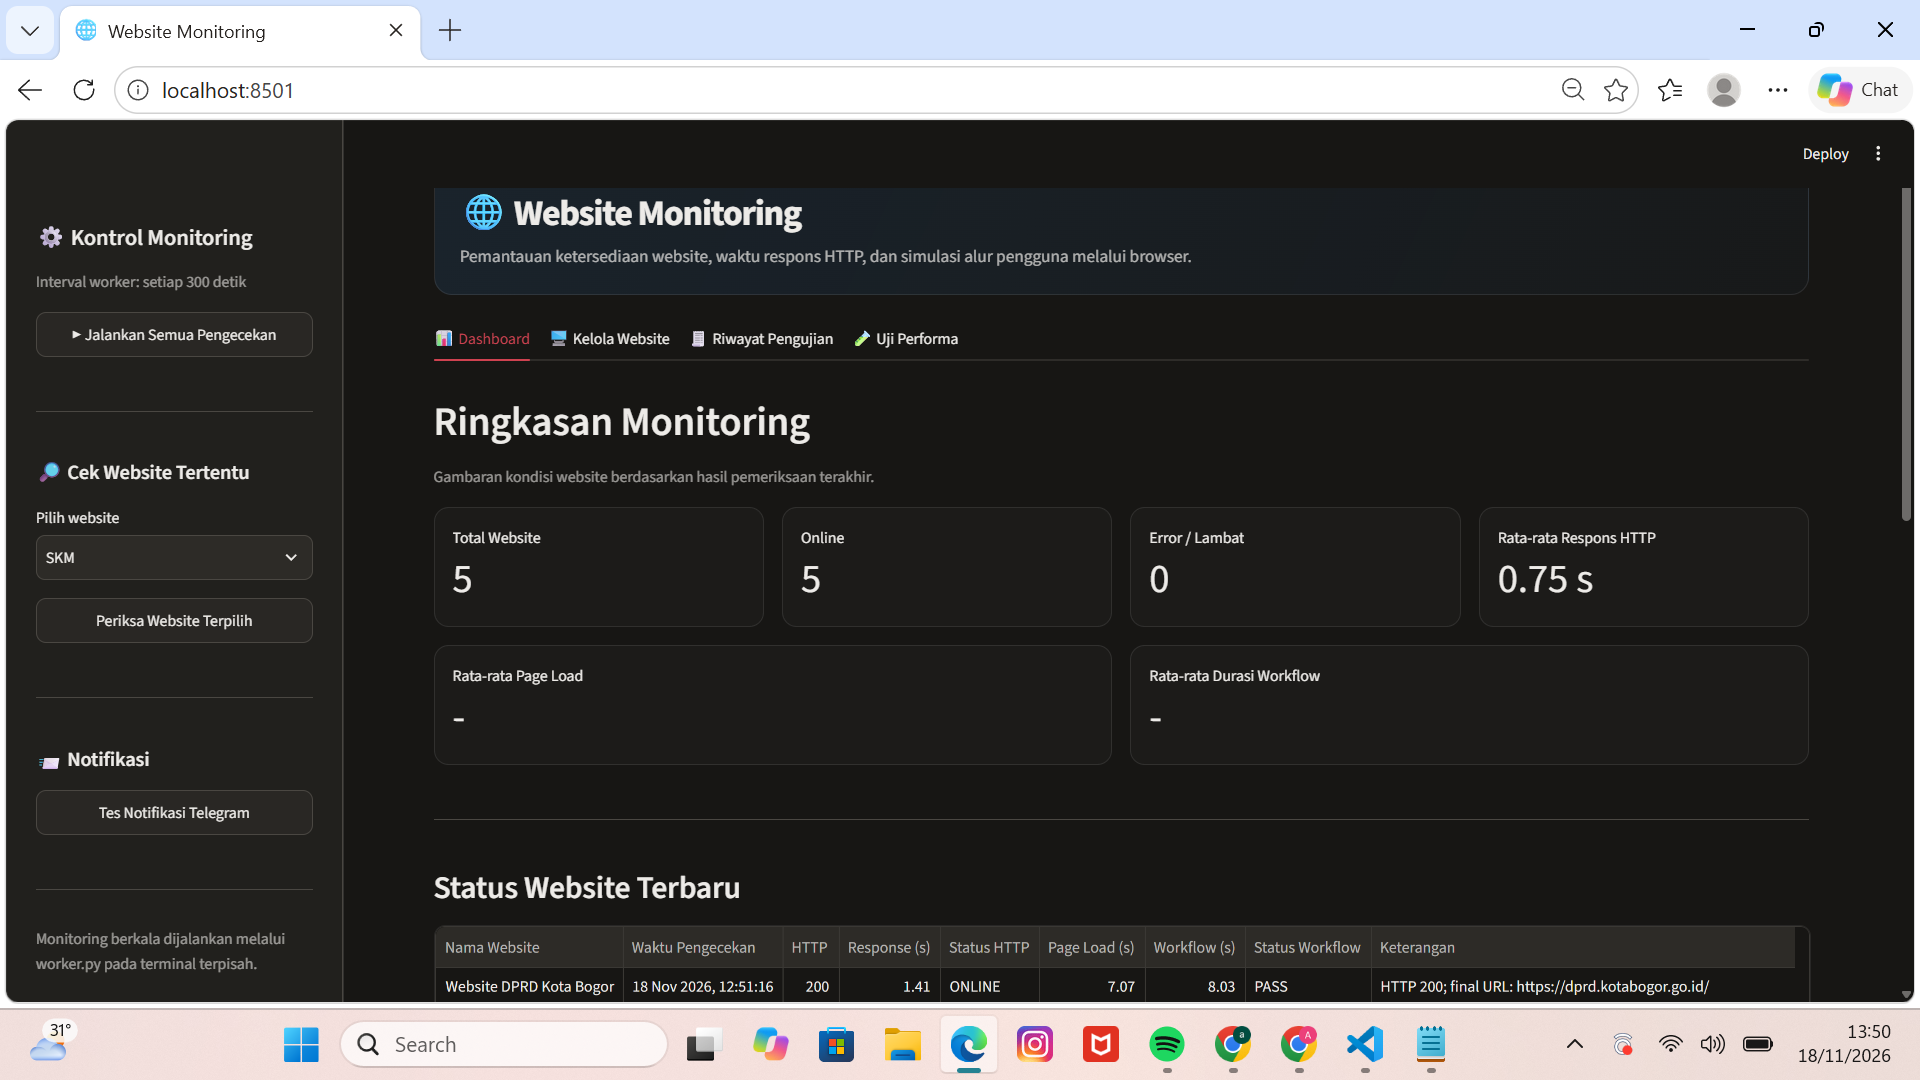 Website Monitoring
localhost:8501
Chat
Deploy
Kontrol Monitoring
Interval worker: setiap 300 detik
Jalankan Semua Pengecekan
Cek Website Tertentu
Pilih website
SKM
Periksa Website Terpilih
Notifikasi
Tes Notifikasi Telegram
Monitoring berkala dijalankan melalui
worker.py pada terminal terpisah.
Website Monitoring
Pemantauan ketersediaan website, waktu respons HTTP, dan simulasi alur pengguna melalui browser.
Dashboard Kelola Website Riwayat Pengujian Uji Performa
Ringkasan Monitoring
Gambaran kondisi website berdasarkan hasil pemeriksaan terakhir.
Total Website
5
Online
5
Error / Lambat
0
Rata-rata Respons HTTP
0.75 s
Rata-rata Page Load
-
Rata-rata Durasi Workflow
-
Status Website Terbaru
Nama Website Waktu Pengecekan HTTP Response (s) Status HTTP Page Load (s) Workflow (s) Status Workflow Keterangan
Website DPRD Kota Bogor 18 Nov 2026, 12:51:16 200 1.41 ONLINE 7.07 8.03 PASS HTTP 200; final URL: https://dprd.kotabogor.go.id/
31°
Search
a
A
13:50
18/11/2026